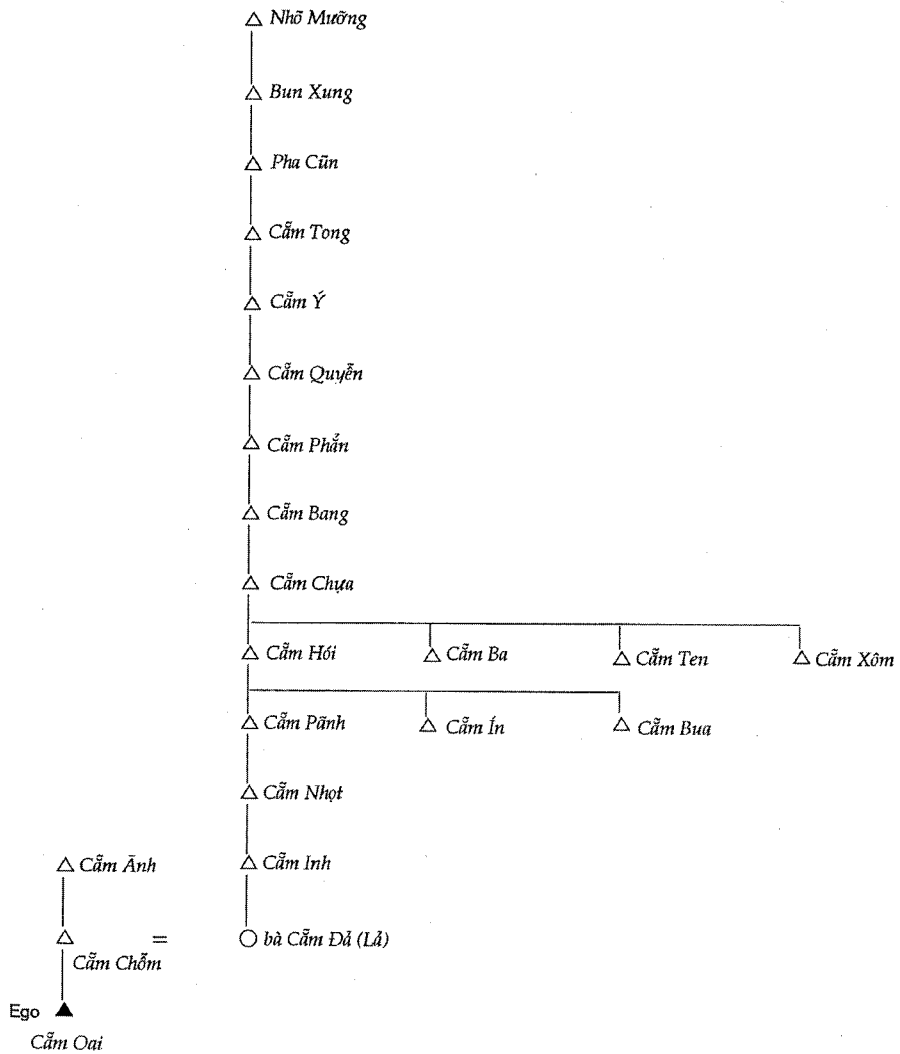 Nhõ Mưỡng
Bun Xung
Pha Cũn
Cẵm Tong
Cẵm Ý
Cẵm Quyễn
Cẵm Phẳn
Cẵm Bang
Cẵm Chựa
Cẵm Hói Cẵm Ba Cẵm Ten Cẵm Xôm
Cẵm Pãnh Cẵm Ín Cẵm Bua
Cẵm Nhọt
Cẵm Inh
Cẵm Ãnh
= bà Cẵm Đả (Lả)
Cẵm Chỗm
Ego
Cẵm Oai